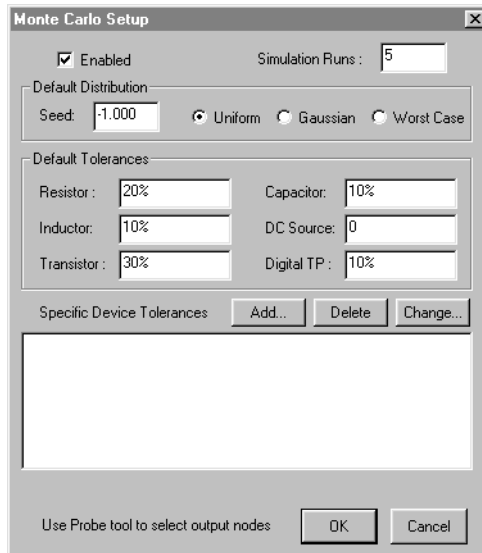 Monte Carlo Setup
Enabled
Simulation Runs : 5
Default Distribution
Seed: -1.000 Uniform Gaussian Worst Case
Default Tolerances
Resistor : 20% Capacitor: 10%
Inductor: 10% DC Source: 0
Transistor : 30% Digital TP : 10%
Specific Device Tolerances Add... Delete Change...
Use Probe tool to select output nodes OK Cancel